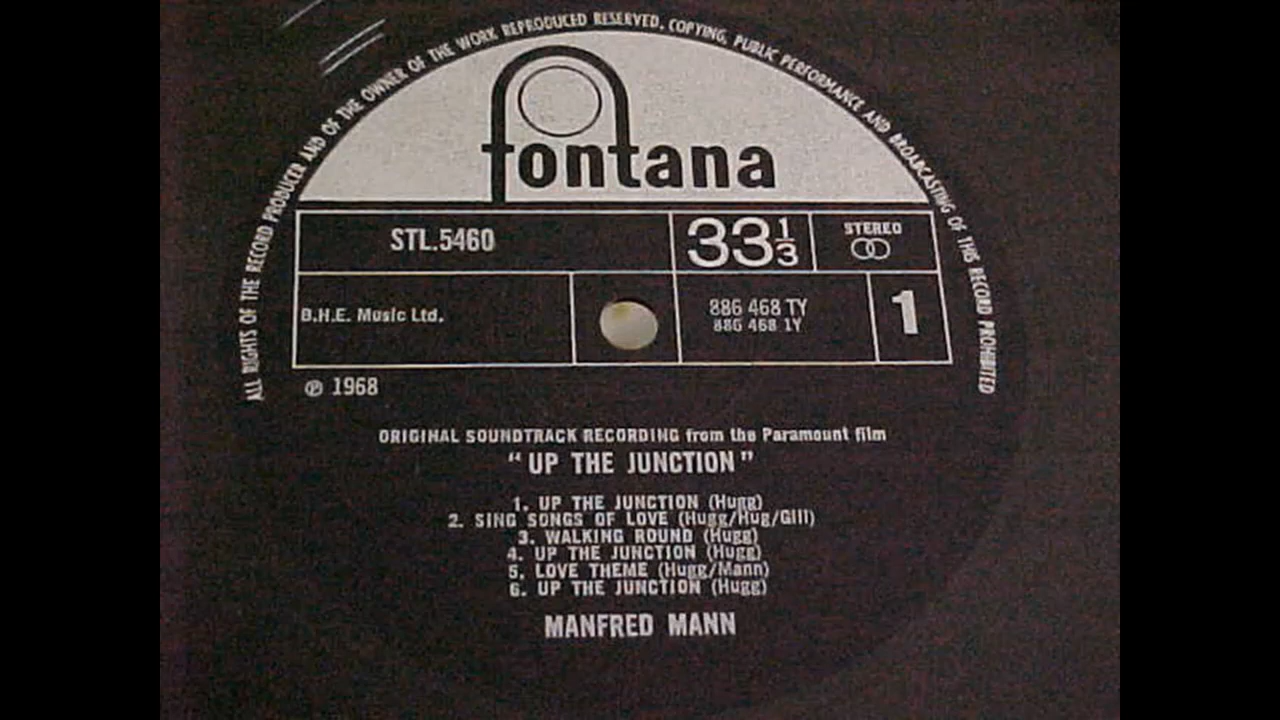 ALL RIGHTS OF THE RECORD PRODUCER AND OF THE OWNER OF THE WORK REPRODUCED RESERVED. COPYING, PUBLIC PERFORMANCE AND BROADCASTING OF THIS RECORD PROHIBITED
fontana
STL.5460
33 1/3
STEREO
B.H.E. Music Ltd.
886 468 TY
886 468 1Y
1
℗ 1968
ORIGINAL SOUNDTRACK RECORDING from the Paramount film
“UP THE JUNCTION”
1. UP THE JUNCTION (Hugg)
2. SING SONGS OF LOVE (Hugg/Hug/Gill)
3. WALKING ROUND (Hugg)
4. UP THE JUNCTION (Hugg)
5. LOVE THEME (Hugg/Mann)
6. UP THE JUNCTION (Hugg)
MANFRED MANN